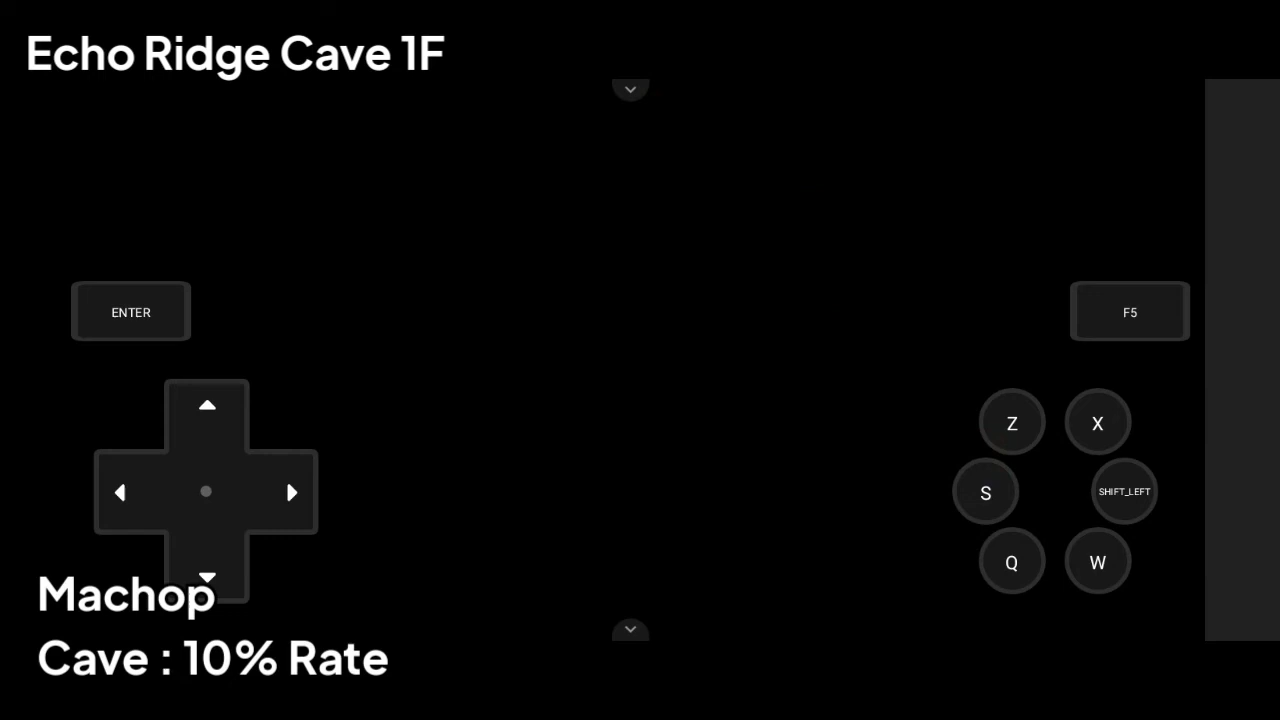 Echo Ridge Cave 1F
ENTER
F5
Z
X
S
SHIFT_LEFT
Q
W
Machop
Cave : 10% Rate